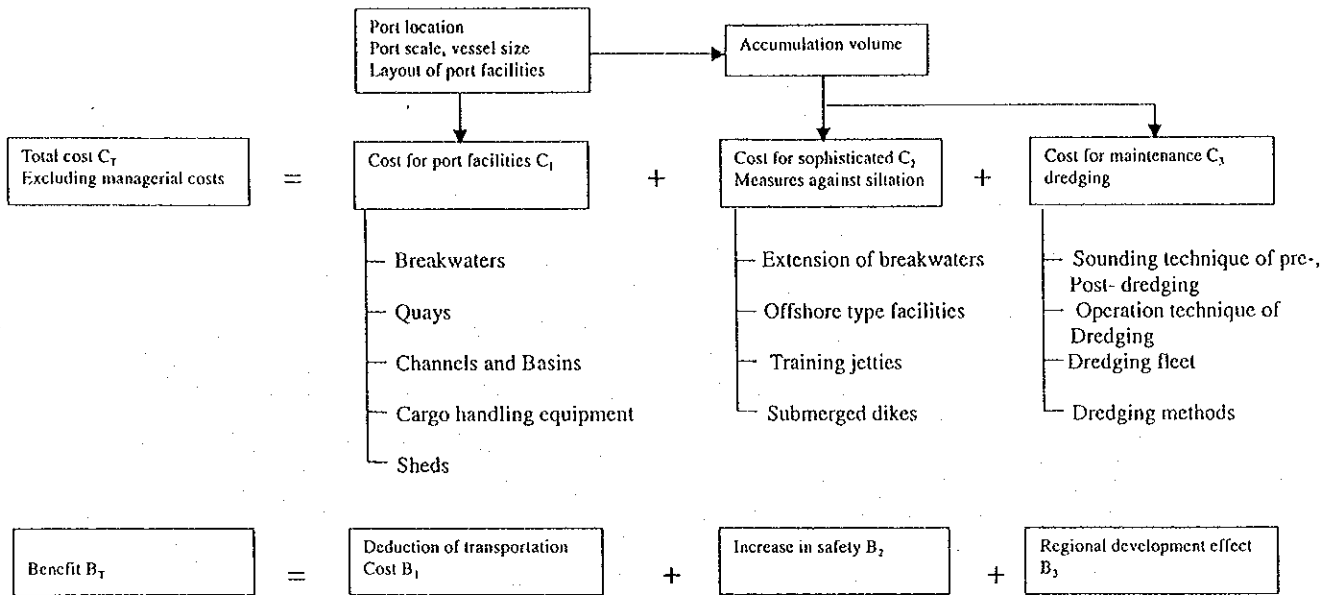 Port location
Port scale, vessel size
Layout of port facilities
Accumulation volume
Total cost C_T
Excluding managerial costs
=
Cost for port facilities C_1
+
Cost for sophisticated C_2
Measures against siltation
+
Cost for maintenance C_3
dredging
Breakwaters
Quays
Channels and Basins
Cargo handling equipment
Sheds
Extension of breakwaters
Offshore type facilities
Training jetties
Submerged dikes
Sounding technique of pre-,
Post- dredging
Operation technique of
Dredging
Dredging fleet
Dredging methods
Benefit B_T
=
Deduction of transportation
Cost B_1
+
Increase in safety B_2
+
Regional development effect
B_3